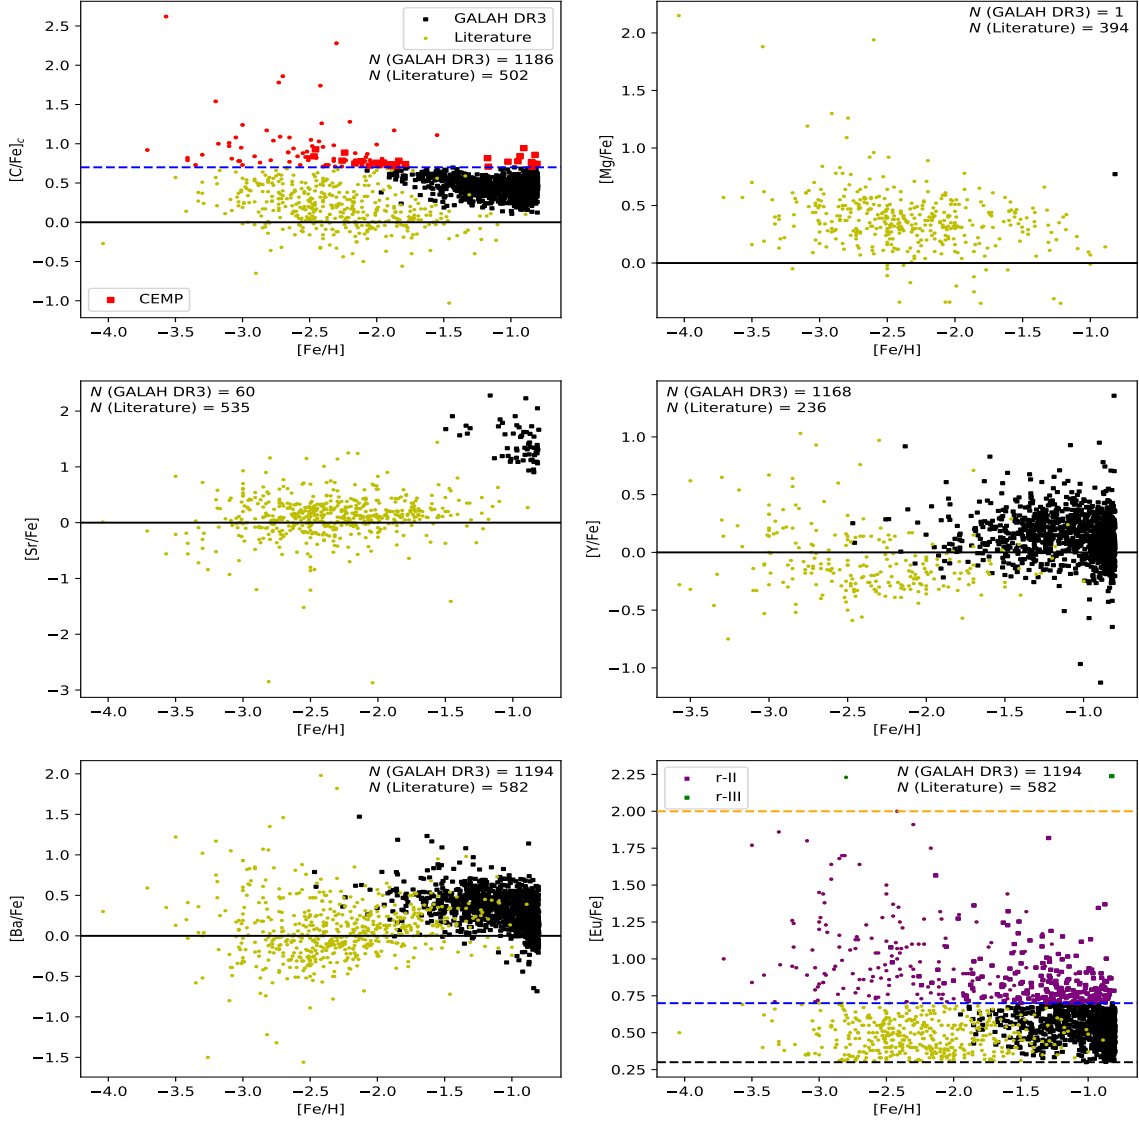 GALAH DR3
Literature
N (GALAH DR3) = 1186
N (Literature) = 502
CEMP
2.5
2.0
1.5
1.0
0.5
0.0
−0.5
−1.0
[C/Fe]c
−4.0 −3.5 −3.0 −2.5 −2.0 −1.5 −1.0
[Fe/H]
N (GALAH DR3) = 1
N (Literature) = 394
2.0
1.5
1.0
0.5
0.0
[Mg/Fe]
−4.0 −3.5 −3.0 −2.5 −2.0 −1.5 −1.0
[Fe/H]
N (GALAH DR3) = 60
N (Literature) = 535
2
1
0
−1
−2
−3
[Sr/Fe]
−4.0 −3.5 −3.0 −2.5 −2.0 −1.5 −1.0
[Fe/H]
N (GALAH DR3) = 1168
N (Literature) = 236
1.0
0.5
0.0
−0.5
−1.0
[Y/Fe]
−3.5 −3.0 −2.5 −2.0 −1.5 −1.0
[Fe/H]
N (GALAH DR3) = 1194
N (Literature) = 582
2.0
1.5
1.0
0.5
0.0
−0.5
−1.0
−1.5
[Ba/Fe]
−4.0 −3.5 −3.0 −2.5 −2.0 −1.5 −1.0
[Fe/H]
r-II
r-III
N (GALAH DR3) = 1194
N (Literature) = 582
2.25
2.00
1.75
1.50
1.25
1.00
0.75
0.50
0.25
[Eu/Fe]
−4.0 −3.5 −3.0 −2.5 −2.0 −1.5 −1.0
[Fe/H]